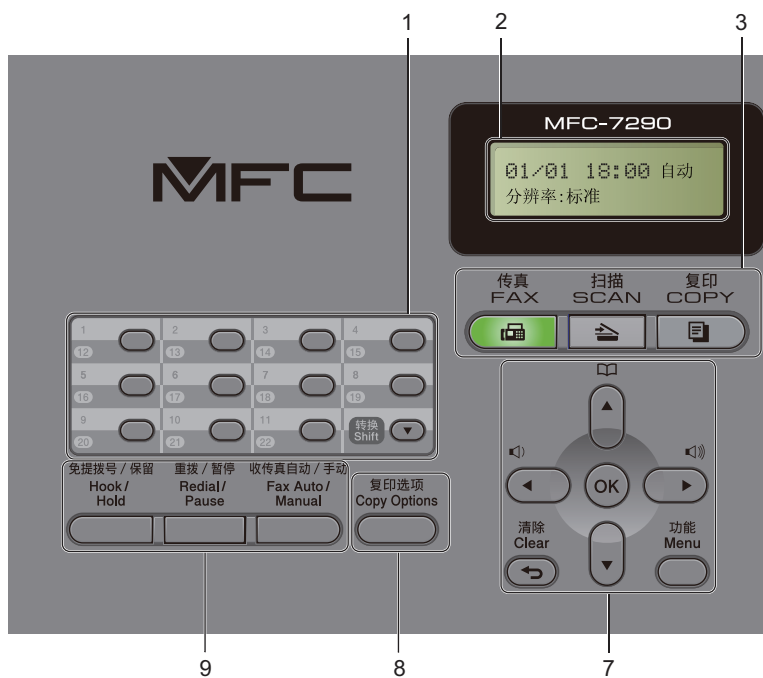 1 2 3
MFC-7290
MFC
01/01 18:00 自动
分辨率:标准
传真 扫描 复印
FAX SCAN COPY
1 2 3 4
12 13 14 15
5 6 7 8
16 17 18 19
9 10 11 转换
20 21 22 Shift
免提拨号 / 保留 重拨 / 暂停 收传真自动 / 手动
Hook / Redial / Fax Auto /
Hold Pause Manual
复印选项
Copy Options
OK
清除 功能
Clear Menu
9 8 7